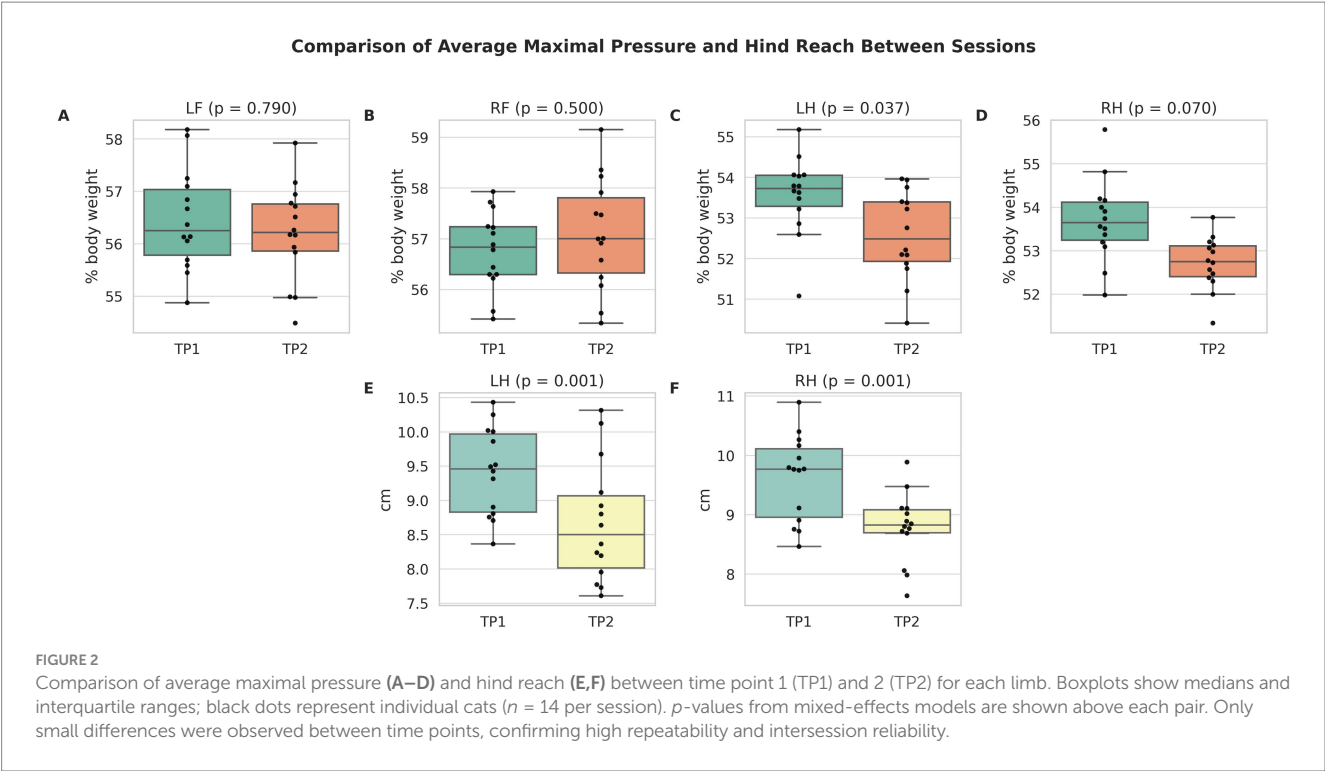 Comparison of Average Maximal Pressure and Hind Reach Between Sessions
A
LF (p = 0.790)
% body weight
58
57
56
55
TP1 TP2
B
RF (p = 0.500)
% body weight
59
58
57
56
TP1 TP2
C
LH (p = 0.037)
% body weight
55
54
53
52
51
TP1 TP2
D
RH (p = 0.070)
% body weight
56
55
54
53
52
TP1 TP2
E
LH (p = 0.001)
cm
10.5
10.0
9.5
9.0
8.5
8.0
7.5
TP1 TP2
F
RH (p = 0.001)
cm
11
10
9
8
TP1 TP2
FIGURE 2
Comparison of average maximal pressure (A–D) and hind reach (E,F) between time point 1 (TP1) and 2 (TP2) for each limb. Boxplots show medians and
interquartile ranges; black dots represent individual cats (n = 14 per session). p-values from mixed-effects models are shown above each pair. Only
small differences were observed between time points, confirming high repeatability and intersession reliability.